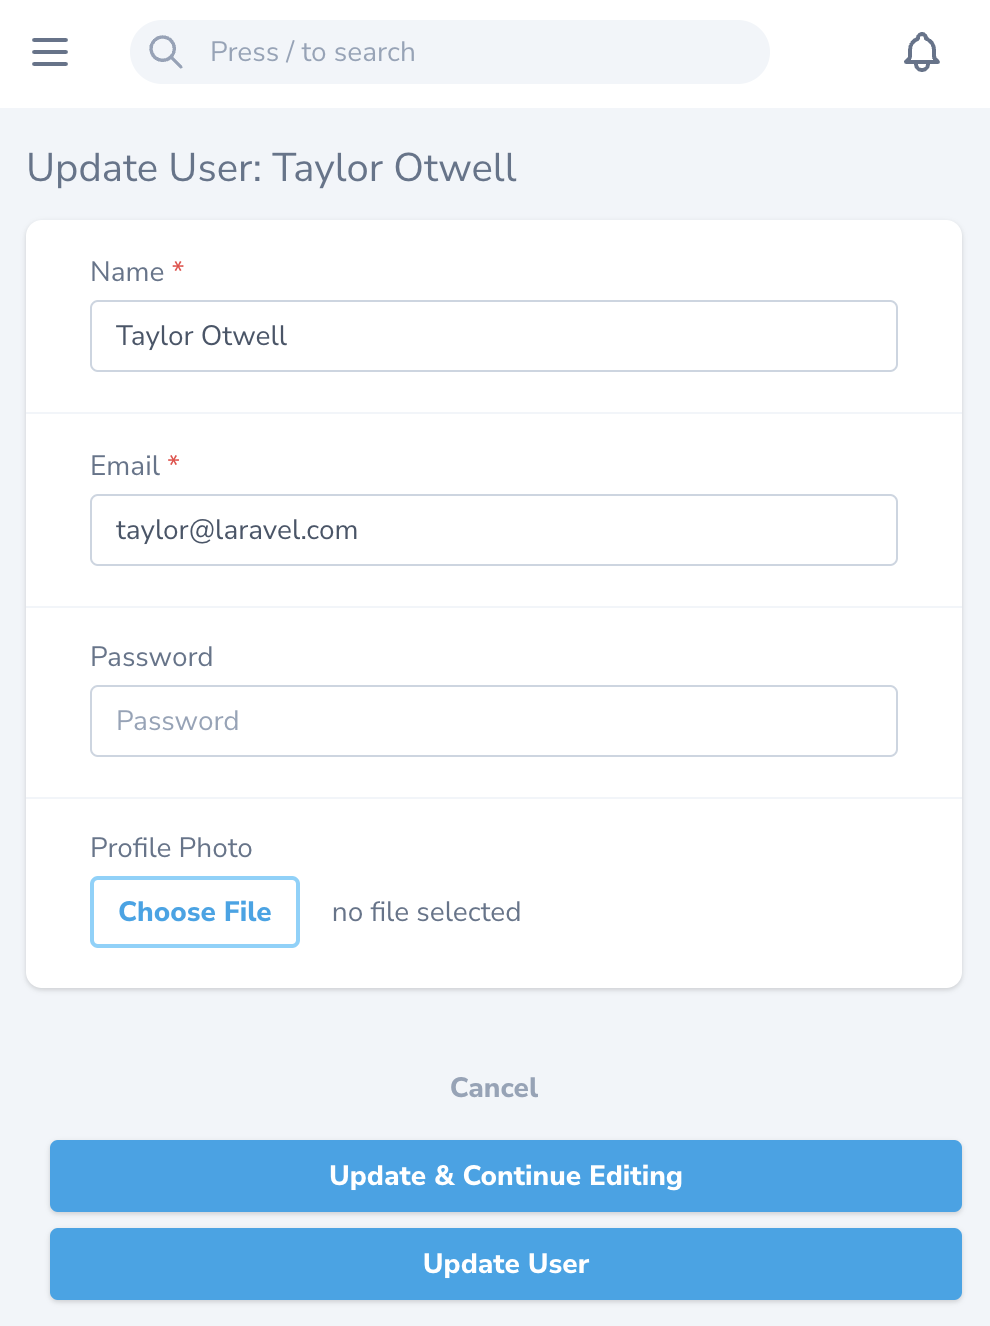 Press / to search
Update User: Taylor Otwell
Name *
Taylor Otwell
Email *
taylor@laravel.com
Password
Password
Profile Photo
Choose File no file selected
Cancel
Update & Continue Editing
Update User